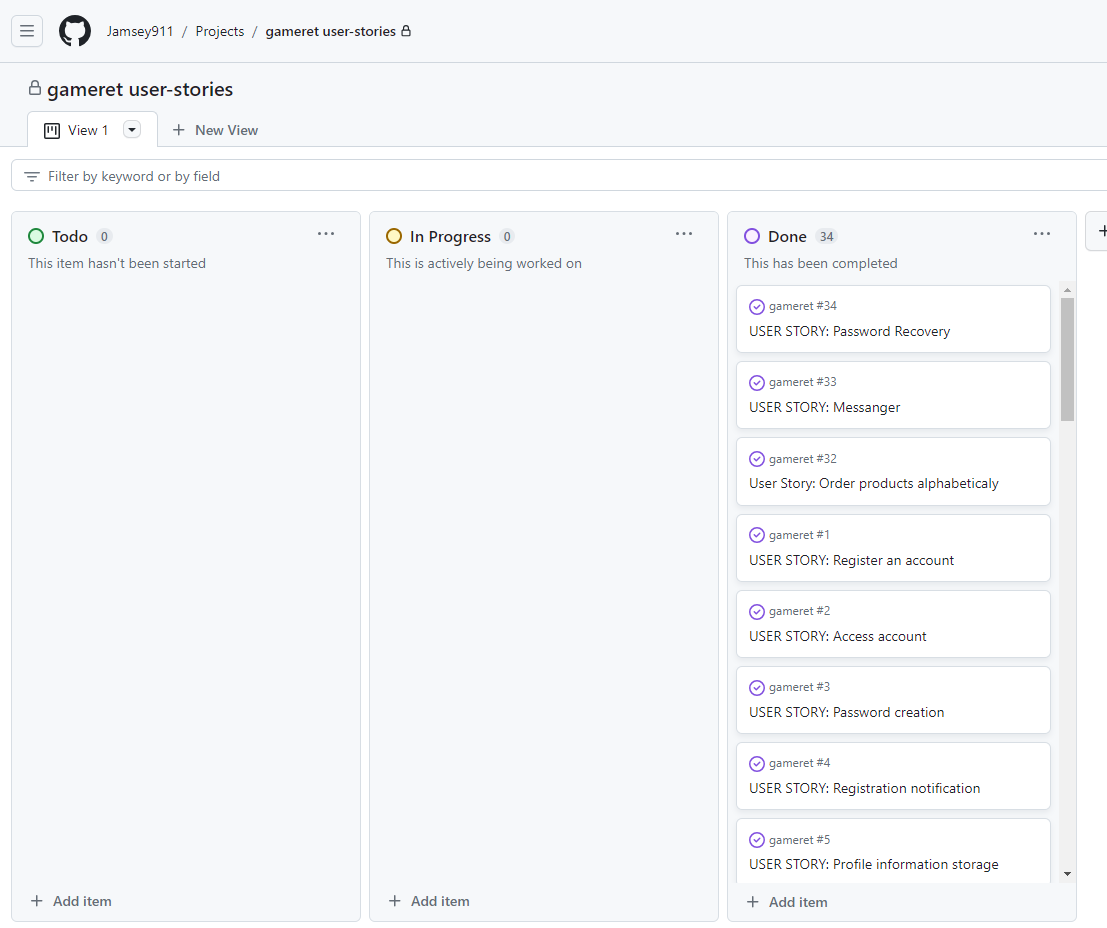 Jamsey911 / Projects / gameret user-stories
gameret user-stories
View 1
New View
Filter by keyword or by field
Todo 0
This item hasn't been started
Add item
In Progress 0
This is actively being worked on
Add item
Done 34
This has been completed
gameret #34
USER STORY: Password Recovery
gameret #33
USER STORY: Messanger
gameret #32
User Story: Order products alphabeticaly
gameret #1
USER STORY: Register an account
gameret #2
USER STORY: Access account
gameret #3
USER STORY: Password creation
gameret #4
USER STORY: Registration notification
gameret #5
USER STORY: Profile information storage
Add item